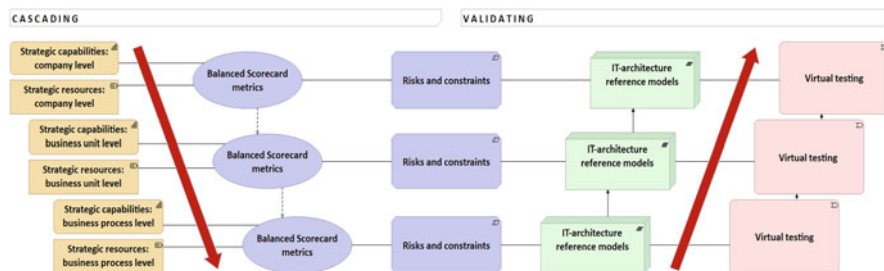 CASCADING
VALIDATING
Strategic capabilities:
company level
Strategic resources:
company level
Balanced Scorecard
metrics
Risks and constraints
IT-architecture
reference models
Virtual testing
Strategic capabilities:
business unit level
Strategic resources:
business unit level
Balanced Scorecard
metrics
Risks and constraints
IT-architecture
reference models
Virtual testing
Strategic capabilities:
business process level
Strategic resources:
business process level
Balanced Scorecard
metrics
Risks and constraints
IT-architecture
reference models
Virtual testing